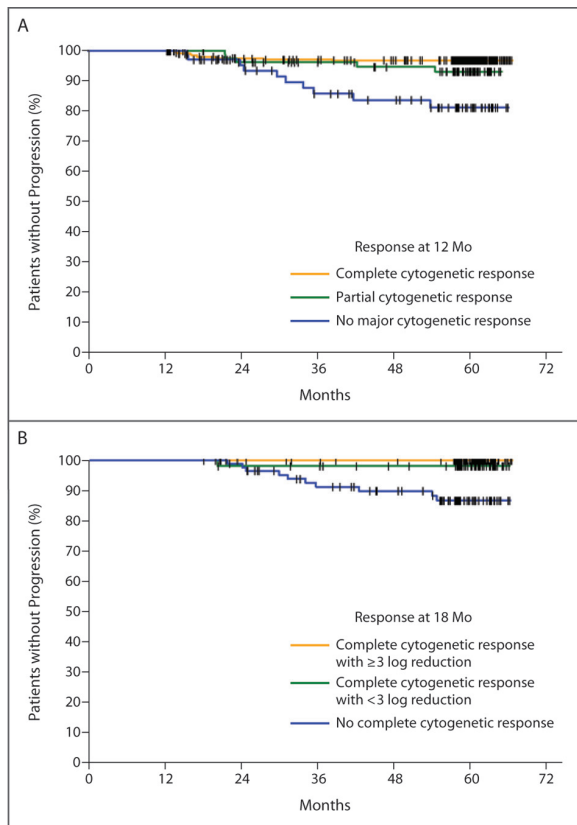 A
Patients without Progression (%)
100
90
80
70
60
50
40
30
20
10
0
Response at 12 Mo
Complete cytogenetic response
Partial cytogenetic response
No major cytogenetic response
0 12 24 36 48 60 72
Months
B
Patients without Progression (%)
100
90
80
70
60
50
40
30
20
10
0
Response at 18 Mo
Complete cytogenetic response
with ≥3 log reduction
Complete cytogenetic response
with <3 log reduction
No complete cytogenetic response
0 12 24 36 48 60 72
Months